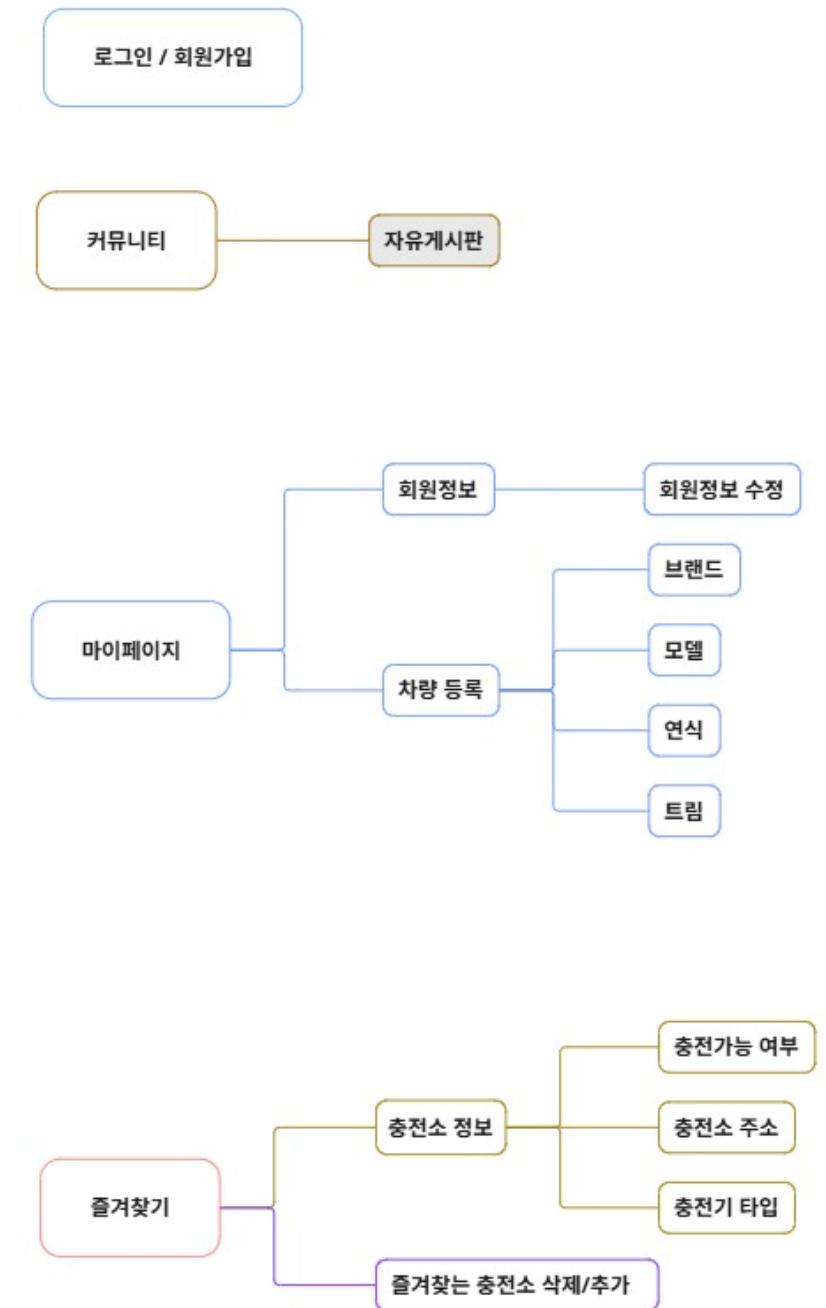 로그인 / 회원가입
커뮤니티
자유게시판
마이페이지
회원정보
회원정보 수정
차량 등록
브랜드
모델
연식
트림
즐겨찾기
충전소 정보
충전가능 여부
충전소 주소
충전기 타입
즐겨찾는 충전소 삭제/추가